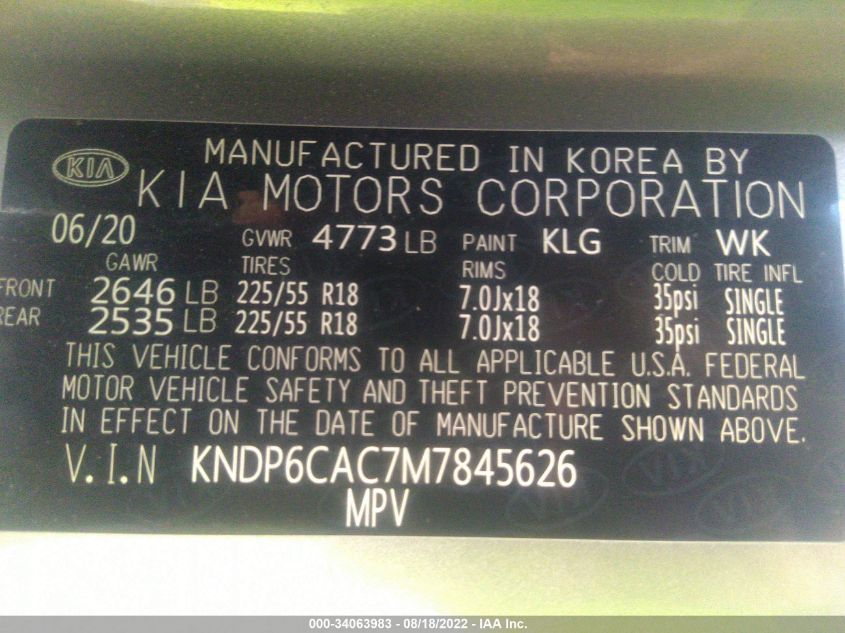 KIA MANUFACTURED IN KOREA BY
KIA MOTORS CORPORATION
06/20 GVWR 4773 LB PAINT KLG TRIM WK
GAWR TIRES RIMS COLD TIRE INFL
FRONT 2646 LB 225/55 R18 7.0Jx18 35psi SINGLE
REAR 2535 LB 225/55 R18 7.0Jx18 35psi SINGLE
THIS VEHICLE CONFORMS TO ALL APPLICABLE U.S.A. FEDERAL
MOTOR VEHICLE SAFETY AND THEFT PREVENTION STANDARDS
IN EFFECT ON THE DATE OF MANUFACTURE SHOWN ABOVE.
V.I.N KNDP6CAC7M7845626
MPV
000-34063983 - 08/18/2022 - IAA Inc.